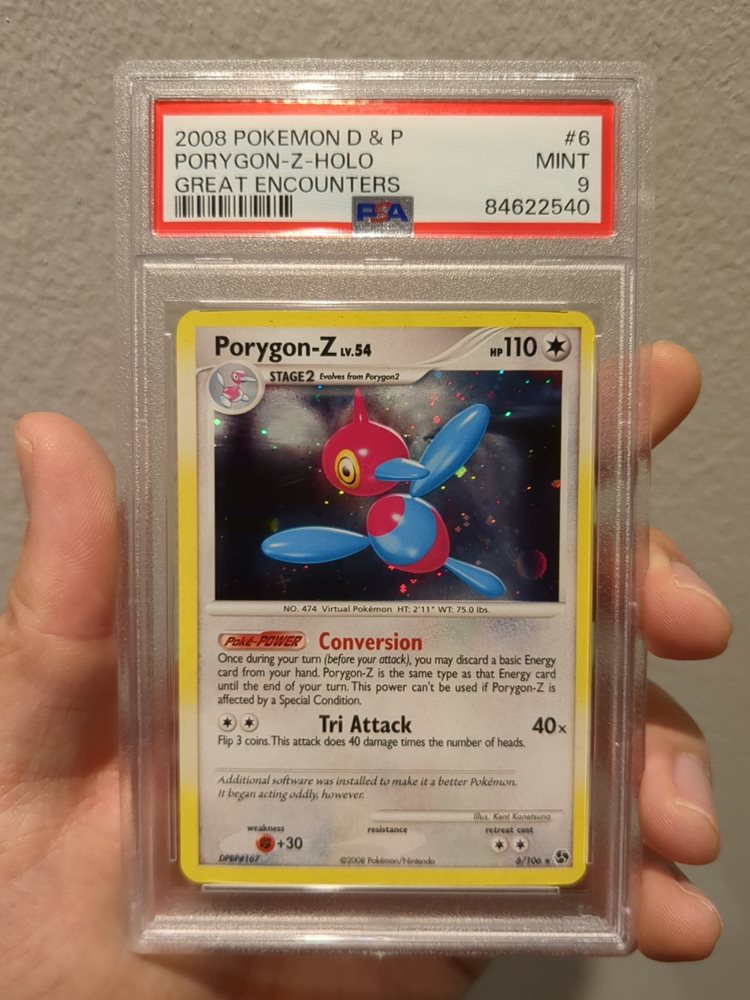 2008 POKEMON D & P #6
PORYGON-Z-HOLO MINT
GREAT ENCOUNTERS 9
PSA 84622540
Porygon-Z LV.54 HP 110
STAGE2 Evolves from Porygon2
NO. 474 Virtual Pokémon HT: 2'11" WT: 75.0 lbs.
Poké-POWER Conversion
Once during your turn (before your attack), you may discard a basic Energy
card from your hand. Porygon-Z is the same type as that Energy card
until the end of your turn. This power can't be used if Porygon-Z is
affected by a Special Condition.
Tri Attack 40x
Flip 3 coins. This attack does 40 damage times the number of heads.
Additional software was installed to make it a better Pokémon.
It began acting oddly, however.
Illus. Kent Kanetsuna
weakness resistance retreat cost
+30
DPBP#167 ©2008 Pokémon/Nintendo 6/106 ★